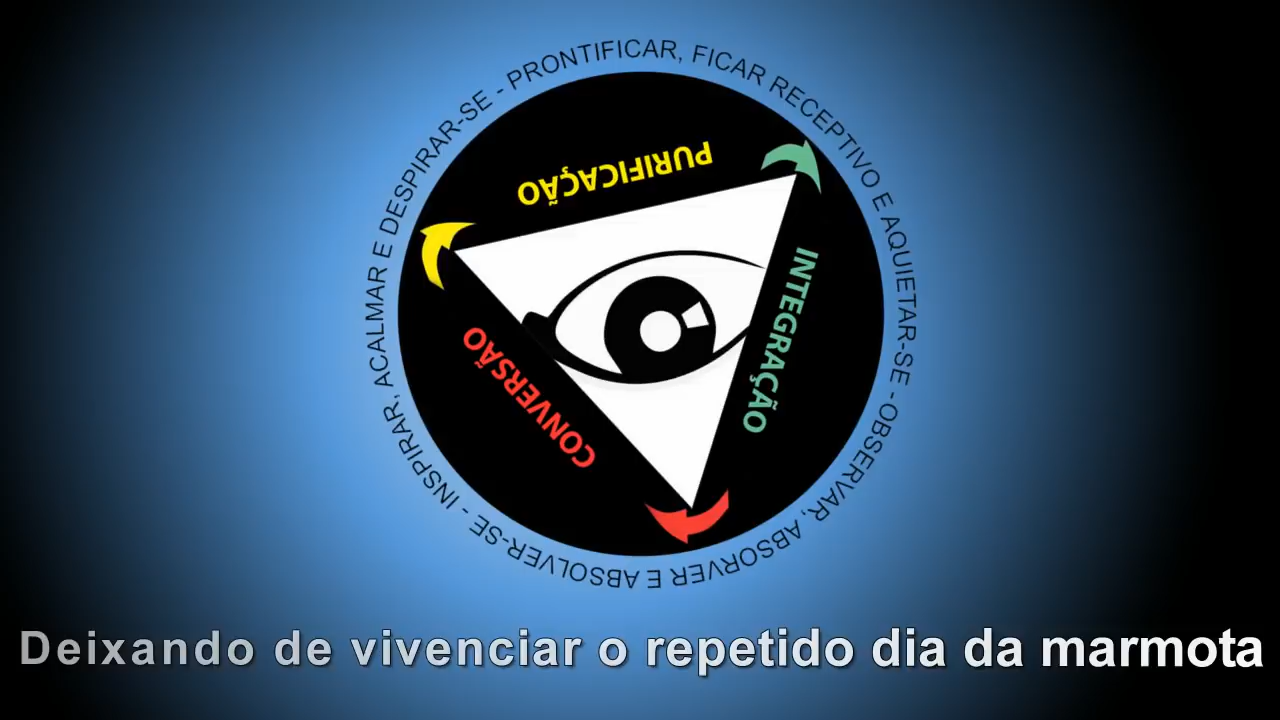 PRONTIFICAR, FICAR RECEPTIVO E AQUIETAR-SE - OBSERVAR, ABSORVER E ABSOLVER-SE - INSPIRAR, ACALMAR E DESPIRAR-SE -
PURIFICAÇÃO
INTEGRAÇÃO
CONVERSÃO
Deixando de vivenciar o repetido dia da marmota